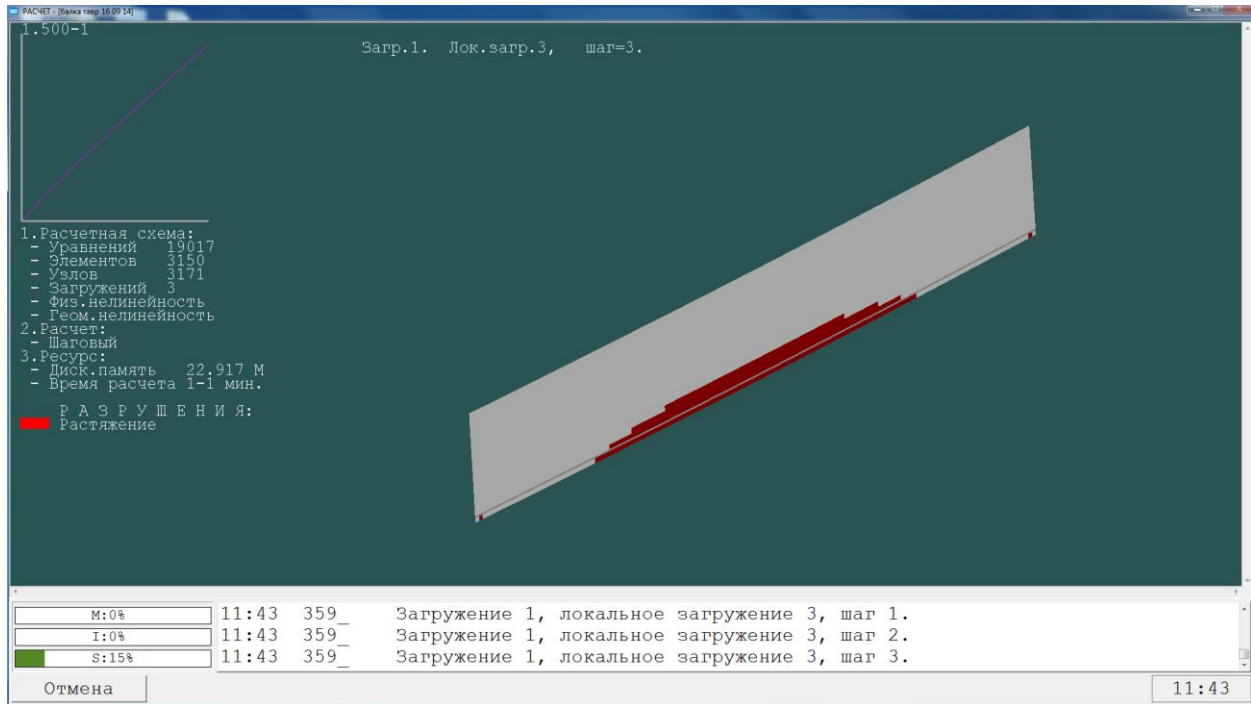 РАСЧЕТ - [балка тавр 16 09 14]
1.500-1
Загр.1. Лок.загр.3, шаг=3.
1.Расчетная схема:
- Уравнений 19017
- Элементов 3150
- Узлов 3171
- Загружений 3
- Физ.нелинейность
- Геом.нелинейность
2.Расчет:
- Шаговый
3.Ресурс:
- Диск.память 22.917 М
- Время расчета 1-1 мин.
Р А З Р У Ш Е Н И Я:
Растяжение
M:0%
I:0%
S:15%
11:43 359_ Загружение 1, локальное загружение 3, шаг 1.
11:43 359_ Загружение 1, локальное загружение 3, шаг 2.
11:43 359_ Загружение 1, локальное загружение 3, шаг 3.
Отмена
11:43